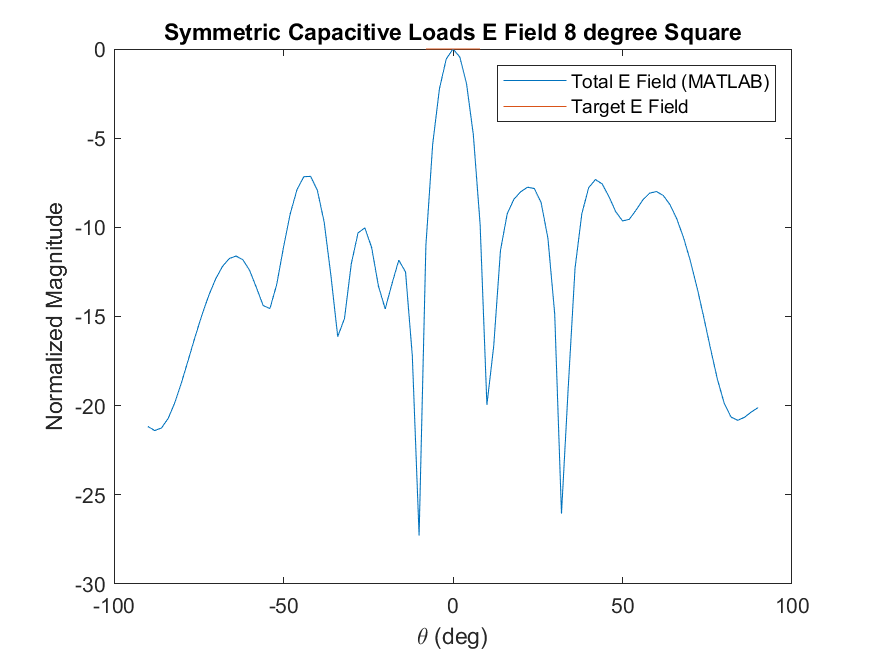 Symmetric Capacitive Loads E Field 8 degree Square
Total E Field (MATLAB)
Target E Field
Normalized Magnitude
0
-5
-10
-15
-20
-25
-30
-100
-50
0
50
100
θ (deg)